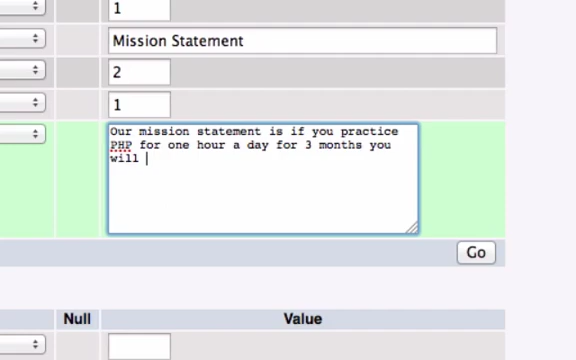 1
Mission Statement
2
1
Our mission statement is if you practice
PHP for one hour a day for 3 months you
will
Go
Null Value